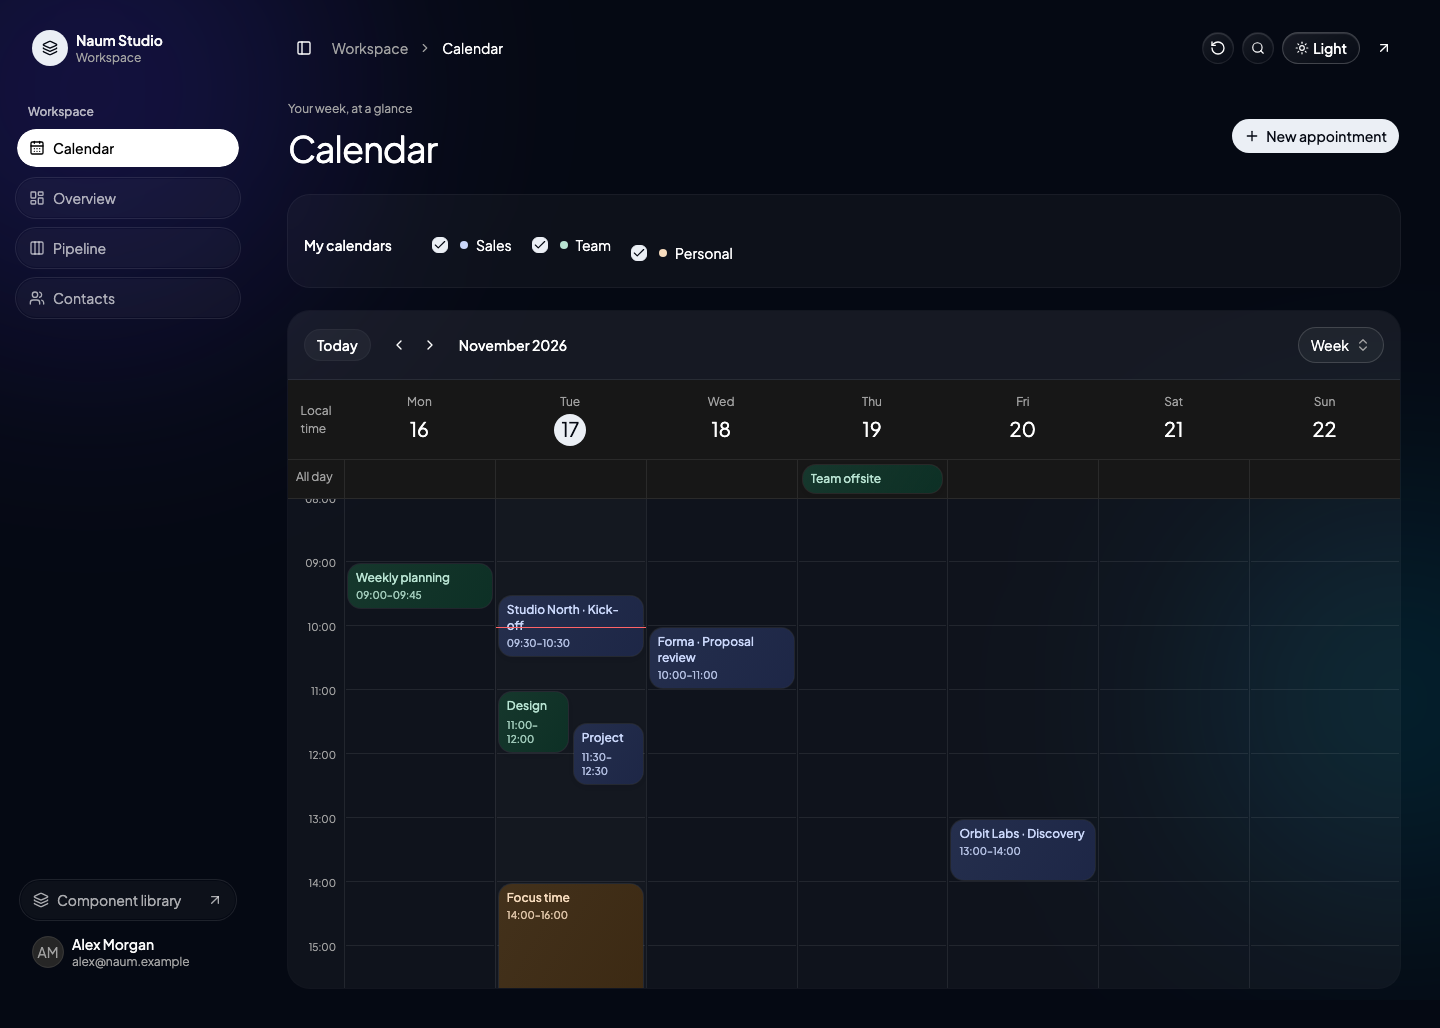 Naum Studio
Workspace
Workspace
Calendar
Overview
Pipeline
Contacts
Component library
AM
Alex Morgan
alex@naum.example
Workspace
Calendar
Light
Your week, at a glance
Calendar
New appointment
My calendars
Sales
Team
Personal
Today
November 2026
Week
Local
time
Mon
16
Tue
17
Wed
18
Thu
19
Fri
20
Sat
21
Sun
22
All day
Team offsite
08:00
09:00
10:00
11:00
12:00
13:00
14:00
15:00
Weekly planning
09:00–09:45
Studio North · Kick-
off
09:30–10:30
Design
11:00–
12:00
Project
11:30–
12:30
Focus time
14:00–16:00
Forma · Proposal
review
10:00–11:00
Orbit Labs · Discovery
13:00–14:00